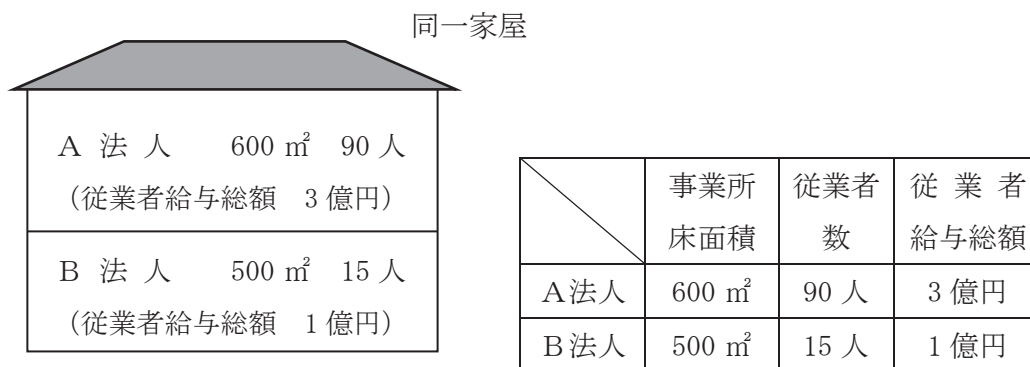 同一家屋
A 法 人 600 ㎡ 90 人
(従業者給与総額 3 億円)
B 法 人 500 ㎡ 15 人
(従業者給与総額 1 億円)
事業所床面積 従業者数 従業者給与総額
A法人 600 ㎡ 90 人 3 億円
B法人 500 ㎡ 15 人 1 億円